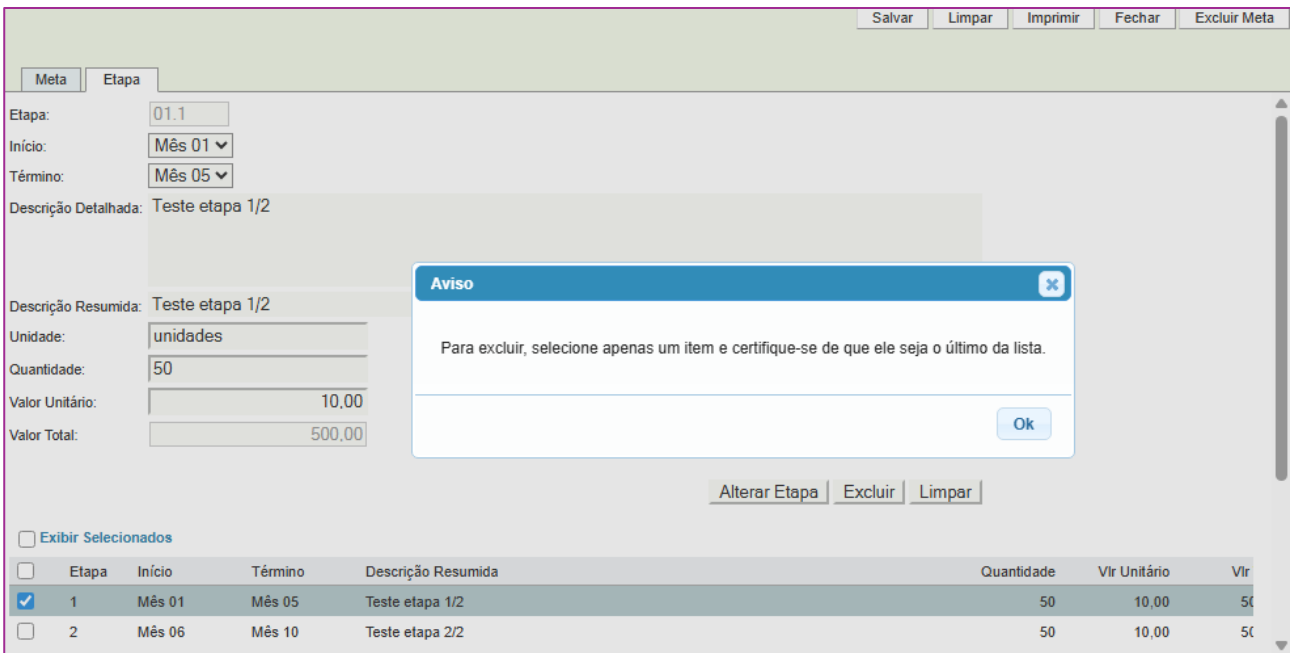 Salvar Limpar Imprimir Fechar Excluir Meta
Meta Etapa
Etapa: 01.1
Início: Mês 01
Término: Mês 05
Descrição Detalhada: Teste etapa 1/2
Aviso
Para excluir, selecione apenas um item e certifique-se de que ele seja o último da lista.
Ok
Descrição Resumida: Teste etapa 1/2
Unidade: unidades
Quantidade: 50
Valor Unitário: 10,00
Valor Total: 500,00
Alterar Etapa Excluir Limpar
Exibir Selecionados
Etapa Início Término Descrição Resumida Quantidade Vlr Unitário Vlr
1 Mês 01 Mês 05 Teste etapa 1/2 50 10,00 50
2 Mês 06 Mês 10 Teste etapa 2/2 50 10,00 50